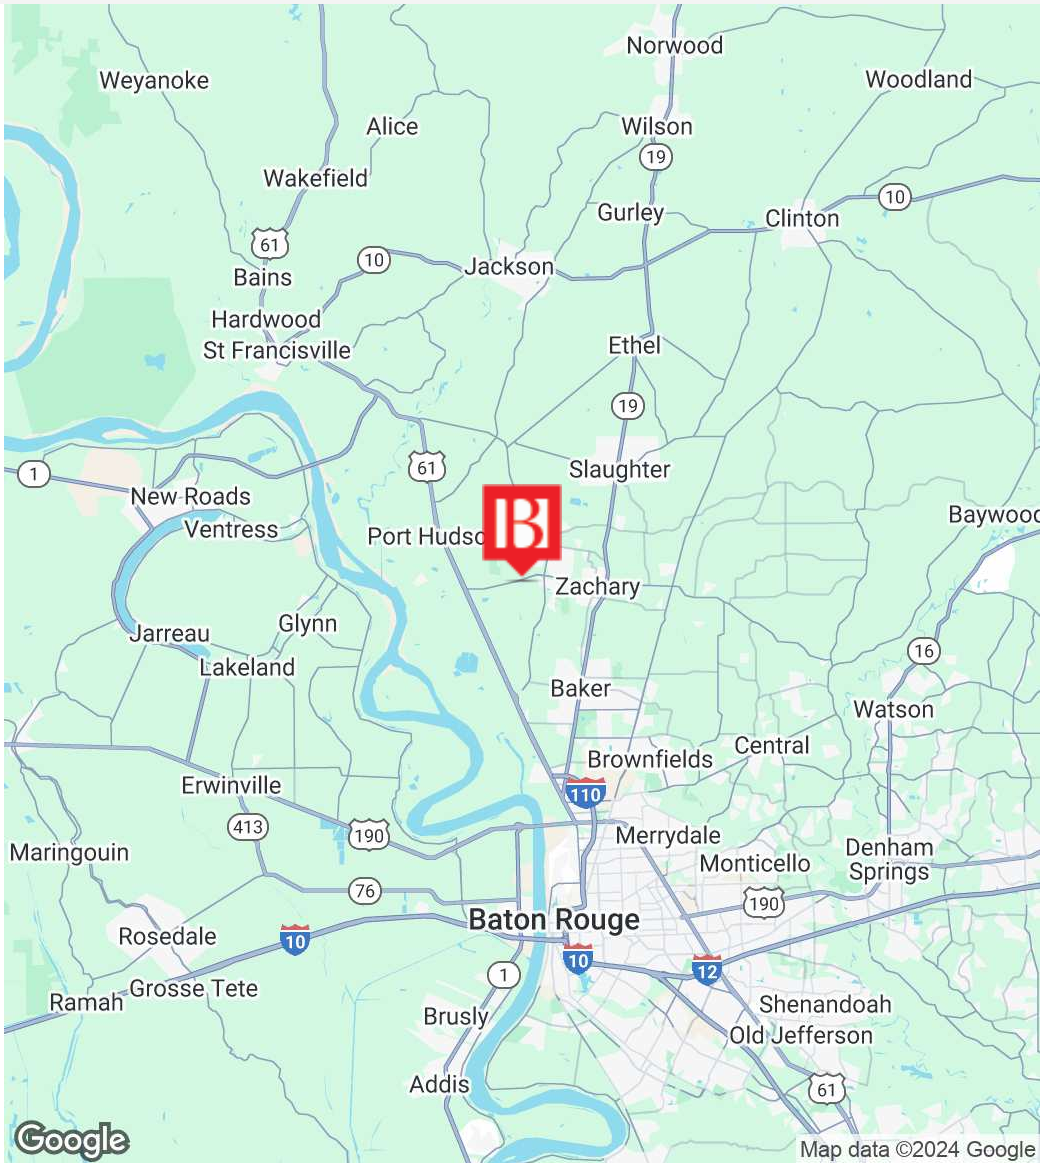 Norwood
Weyanoke
Woodland
Alice
Wilson
19
Wakefield
10
Gurley
Clinton
61
10
Jackson
Bains
Hardwood
Ethel
St Francisville
19
61
Slaughter
1
New Roads
Ventress
Baywood
B
Port Hudso
Zachary
Glynn
Jarreau
16
Lakeland
Baker
Watson
Central
Brownfields
Erwinville
110
413
190
Merrydale
Maringouin
Denham
Springs
Monticello
76
190
Baton Rouge
Rosedale
10
10
12
1
Grosse Tete
Ramah
Shenandoah
Brusly
Old Jefferson
Addis
61
Google
Map data ©2024 Google